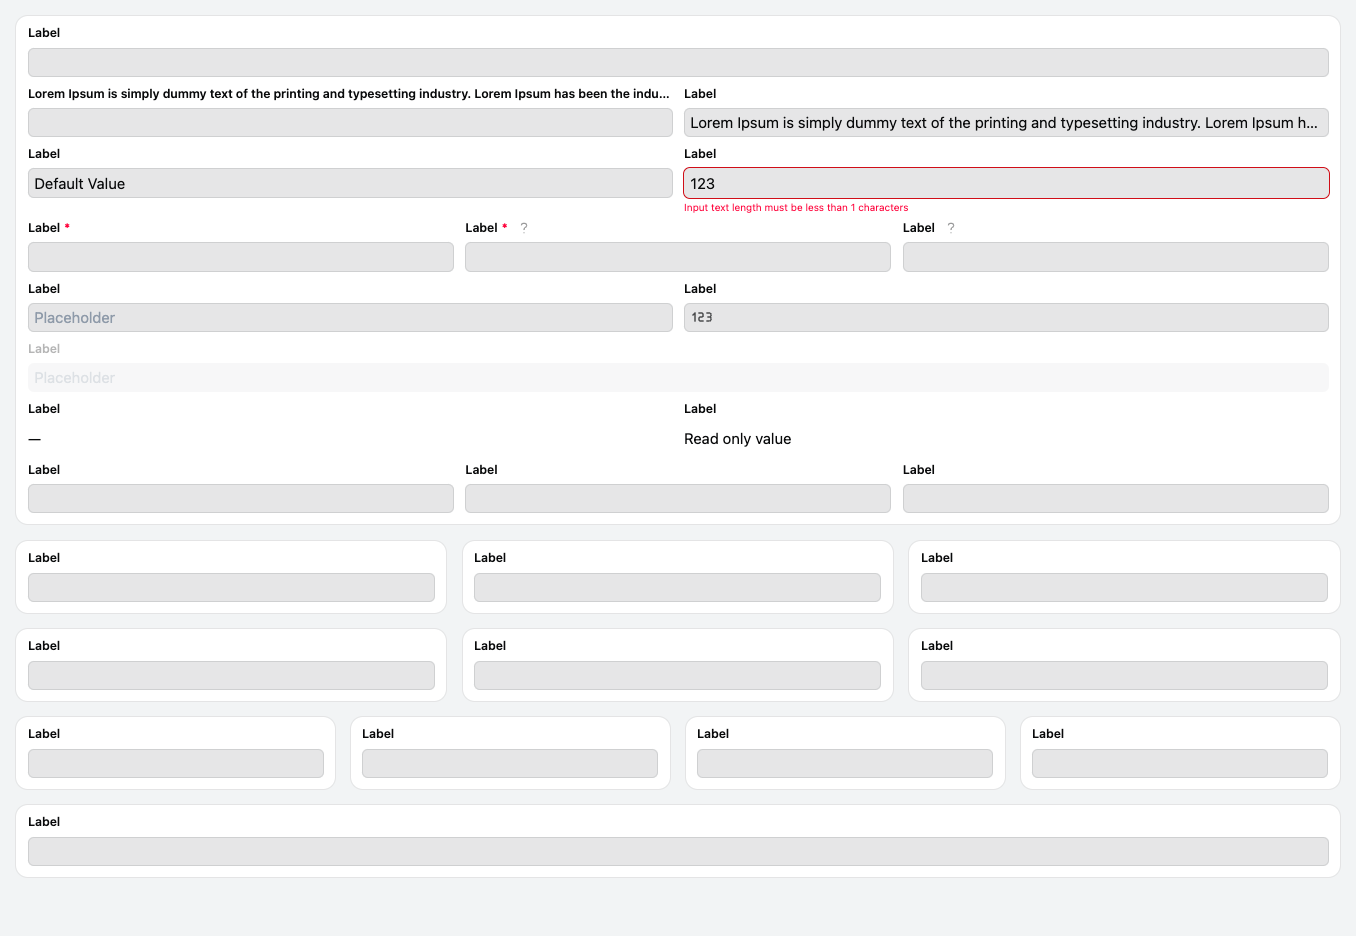 Label
Lorem Ipsum is simply dummy text of the printing and typesetting industry. Lorem Ipsum has been the indu... Label
Lorem Ipsum is simply dummy text of the printing and typesetting industry. Lorem Ipsum h...
Label Label
Default Value 123
Input text length must be less than 1 characters
Label * Label * ? Label ?
Label Label
Placeholder 123
Label
Placeholder
Label Label
— Read only value
Label Label Label
Label Label Label
Label Label Label
Label Label Label Label
Label